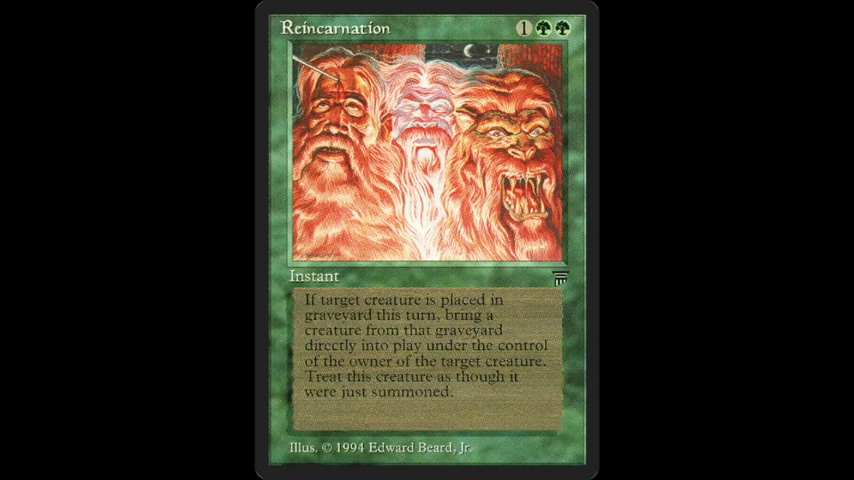 Reincarnation 1
Instant
If target creature is placed in
graveyard this turn, bring a
creature from that graveyard
directly into play under the control
of the owner of the target creature.
Treat this creature as though it
were just summoned.
Illus. © 1994 Edward Beard, Jr.